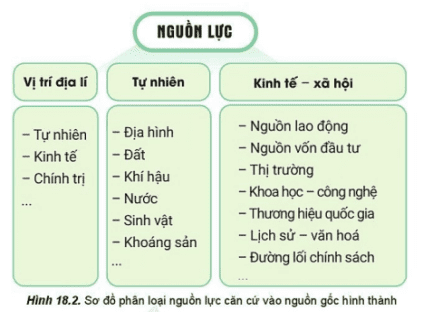 NGUỒN LỰC
Vị trí địa lí
– Tự nhiên
– Kinh tế
– Chính trị
...
Tự nhiên
– Địa hình
– Đất
– Khí hậu
– Nước
– Sinh vật
– Khoáng sản
...
Kinh tế – xã hội
– Nguồn lao động
– Nguồn vốn đầu tư
– Thị trường
– Khoa học – công nghệ
– Thương hiệu quốc gia
– Lịch sử – văn hoá
– Đường lối chính sách
...
Hình 18.2. Sơ đồ phân loại nguồn lực căn cứ vào nguồn gốc hình thành